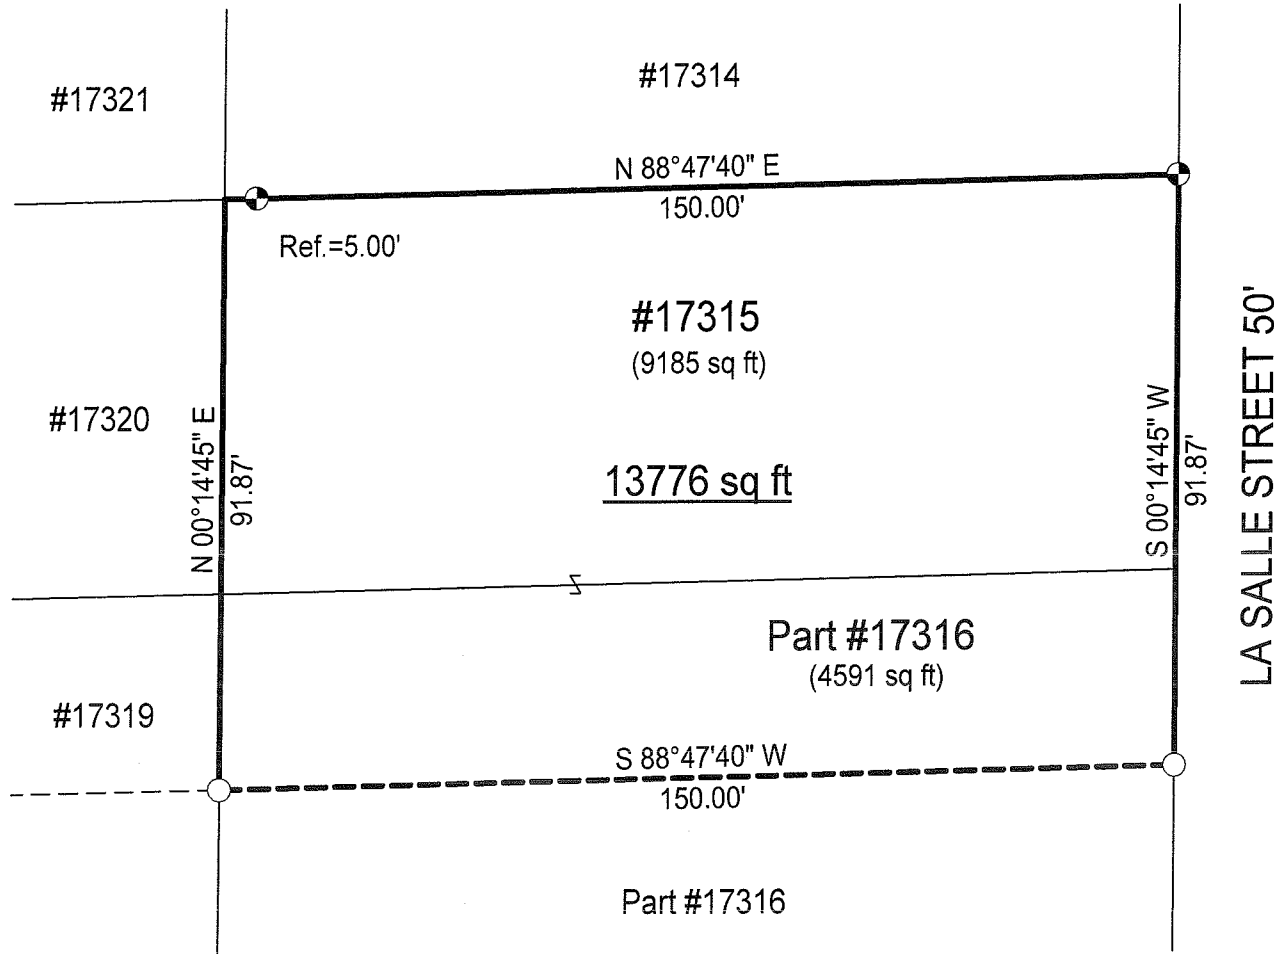 #17321
#17314
N 88°47'40" E
150.00'
Ref.=5.00'
#17315
(9185 sq ft)
#17320
N 00°14'45" E
91.87'
13776 sq ft
S 00°14'45" W
91.87'
LA SALLE STREET 50'
Part #17316
(4591 sq ft)
#17319
S 88°47'40" W
150.00'
Part #17316